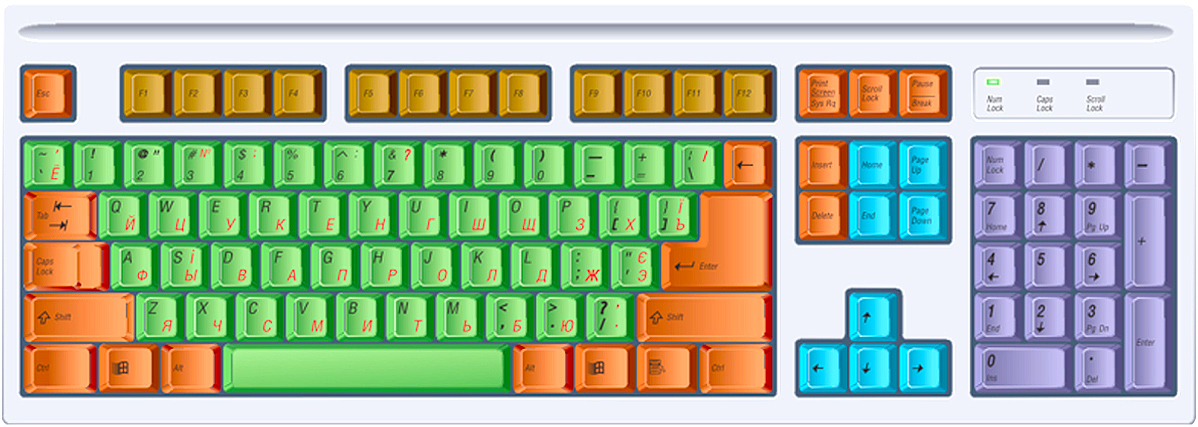 Esc F1 F2 F3 F4 F5 F6 F7 F8 F9 F10 F11 F12 Print Screen Sys Rq Scroll Lock Pause Break Num Lock Caps Lock Scroll Lock
~ ' ` Ё ! 1 @ " 2 # № 3 $ ; 4 % 5 ^ : 6 & ? 7 * 8 ( 9 ) 0 — - + = ¦ / \ ← Insert Home Page Up Num Lock / * -
Tab Q Й W Ц E У R К T Е Y Н U Г I Ш O Щ P З { [ Х } ] Ї Ъ Delete End Page Down 7 Home 8 ↑ 9 Pg Up +
Caps Lock A Ф S І Ы D В F А G П H Р J О K Л L Д : ; Ж " ' Є Э Enter 4 ← 5 6 →
Shift Z Я X Ч C С V М B И N Т M Ь < , Б > . Ю ? / . Shift ↑ 1 End 2 ↓ 3 Pg Dn Enter
Ctrl Alt Alt Ctrl ← ↓ → 0 Ins . Del